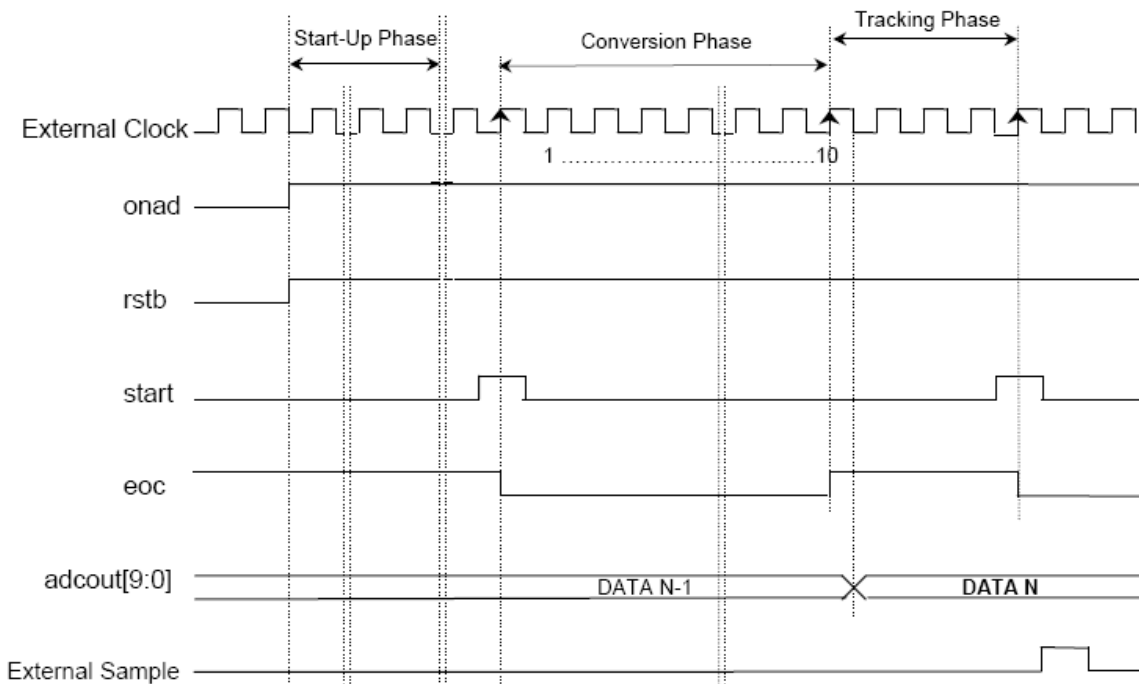 Tracking Phase
Start-Up Phase
Conversion Phase
External Clock
1 ........................................10
onad
rstb
start
eoc
adcout[9:0]
DATA N-1
DATA N
External Sample